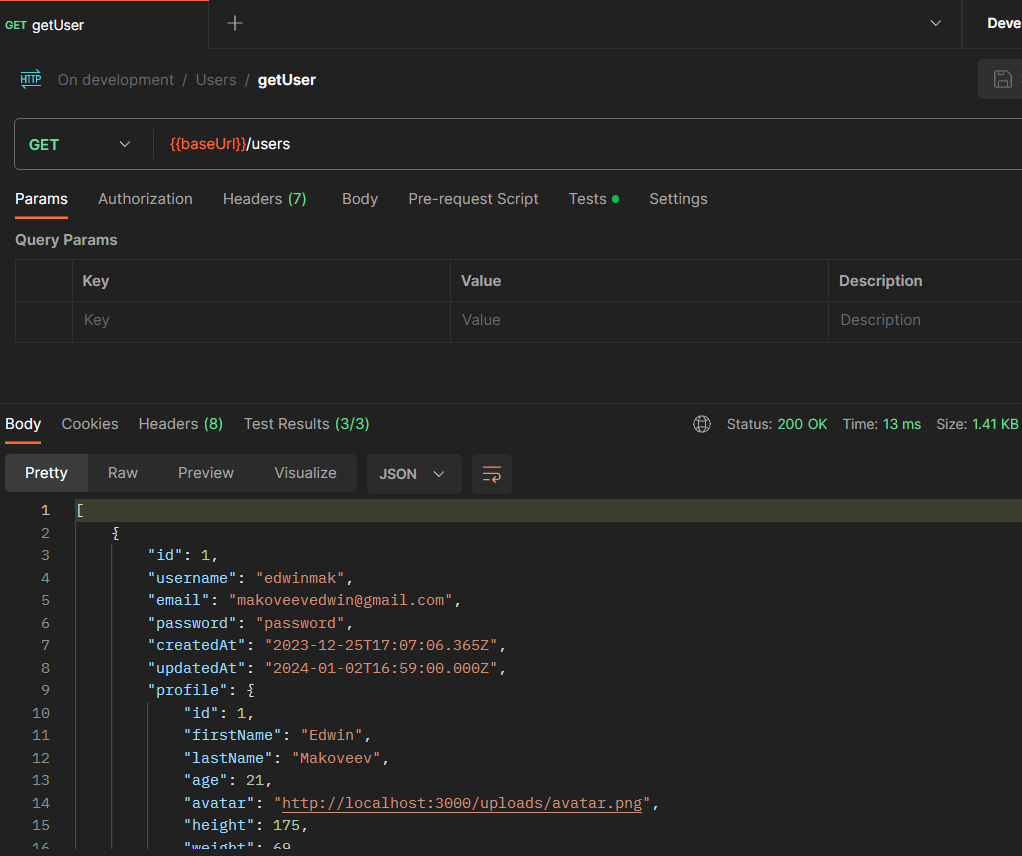 GET getUser
Deve
HTTP On development / Users / getUser
GET {{baseUrl}}/users
Params Authorization Headers (7) Body Pre-request Script Tests Settings
Query Params
Key Value Description
Key Value Description
Body Cookies Headers (8) Test Results (3/3) Status: 200 OK Time: 13 ms Size: 1.41 KB
Pretty Raw Preview Visualize JSON
1 [
2 {
3 "id": 1,
4 "username": "edwinmak",
5 "email": "makoveevedwin@gmail.com",
6 "password": "password",
7 "createdAt": "2023-12-25T17:07:06.365Z",
8 "updatedAt": "2024-01-02T16:59:00.000Z",
9 "profile": {
10 "id": 1,
11 "firstName": "Edwin",
12 "lastName": "Makoveev",
13 "age": 21,
14 "avatar": "http://localhost:3000/uploads/avatar.png",
15 "height": 175,
16 "weight": 69